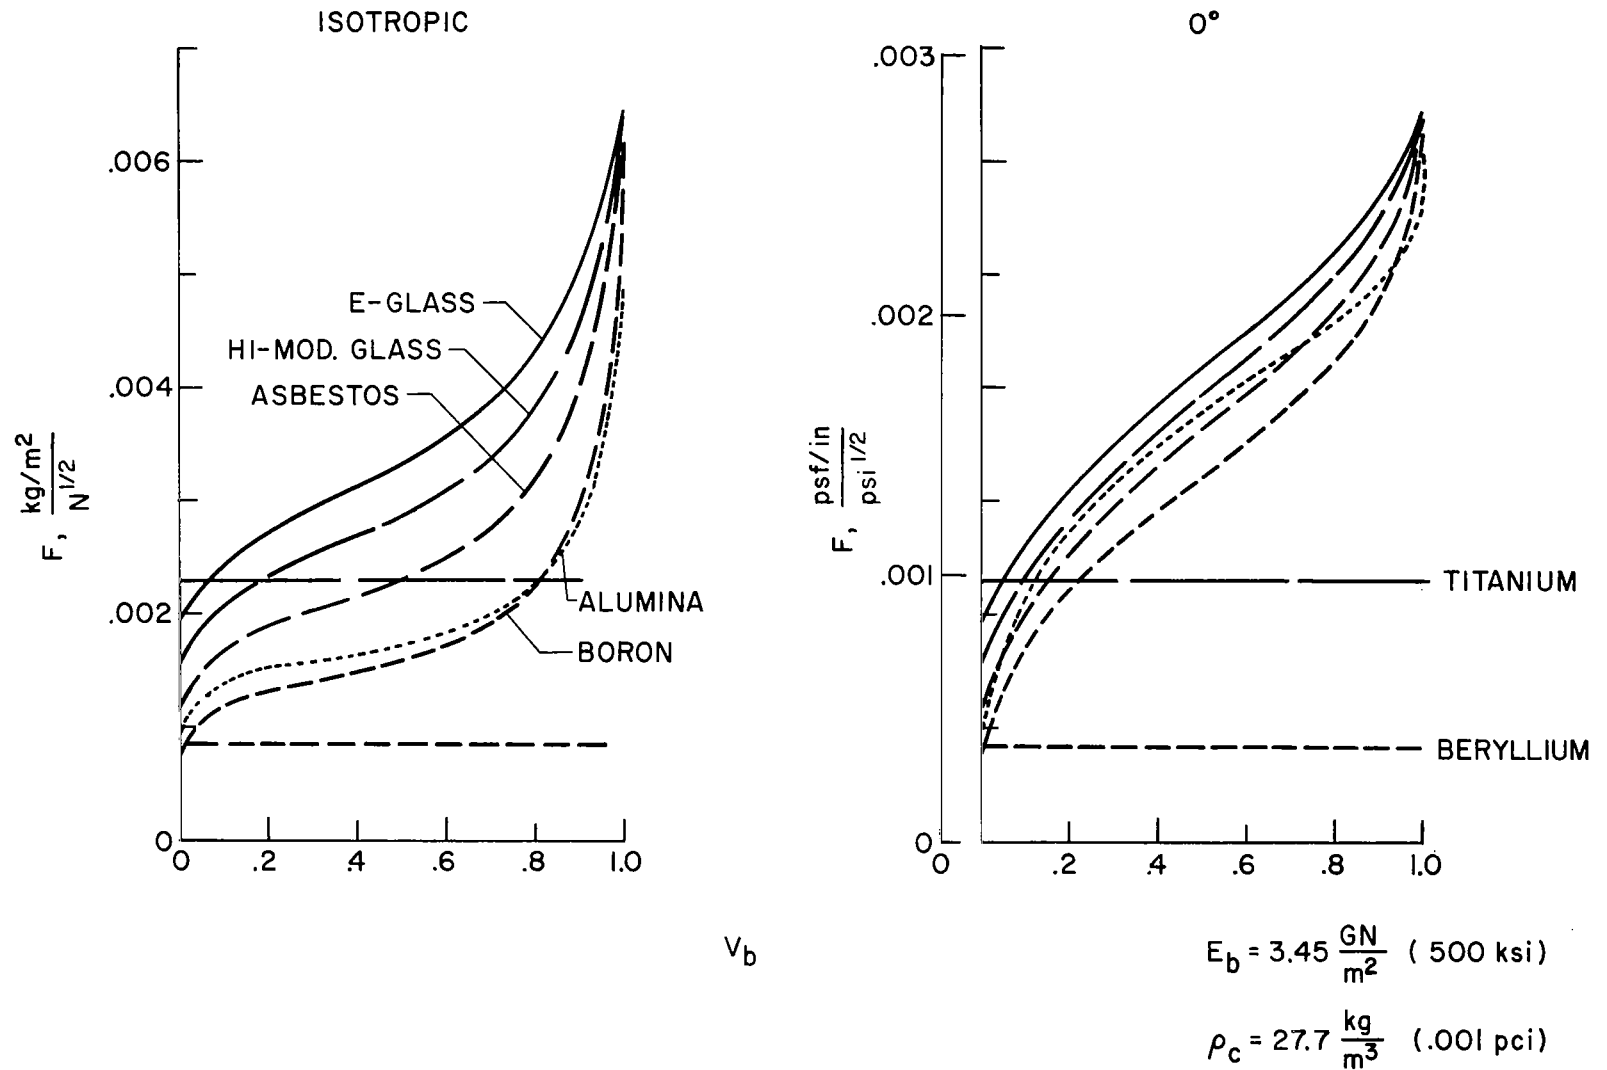 ISOTROPIC
0°
.006
.004
.002
0
F, kg/m² / N^1/2
E-GLASS
HI-MOD. GLASS
ASBESTOS
ALUMINA
BORON
0 .2 .4 .6 .8 1.0
.003
.002
.001
0
F, psf/in / psi^1/2
TITANIUM
BERYLLIUM
0 .2 .4 .6 .8 1.0
V_b
E_b = 3.45 GN/m² ( 500 ksi)
ρ_c = 27.7 kg/m³ (.001 pci)